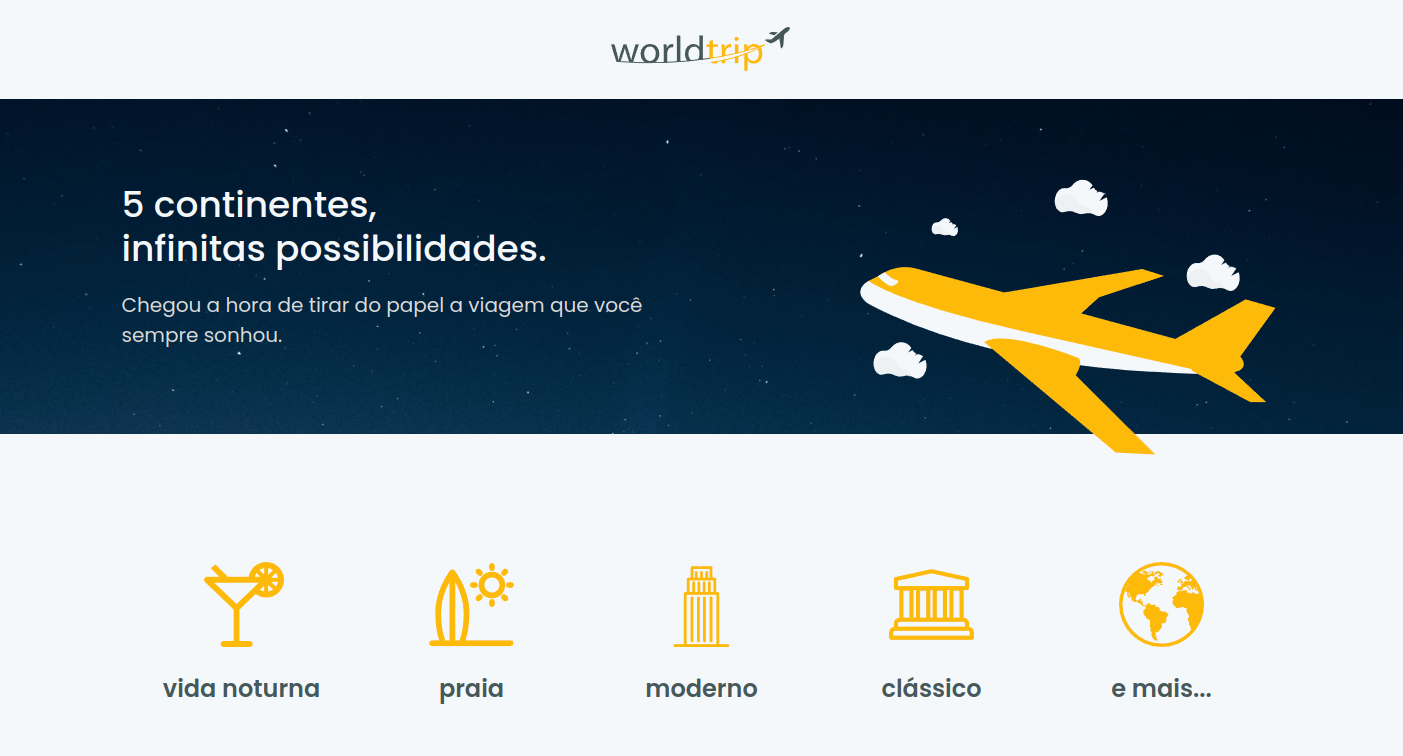 worldtrip
5 continentes,
infinitas possibilidades.
Chegou a hora de tirar do papel a viagem que você
sempre sonhou.
vida noturna
praia
moderno
clássico
e mais...